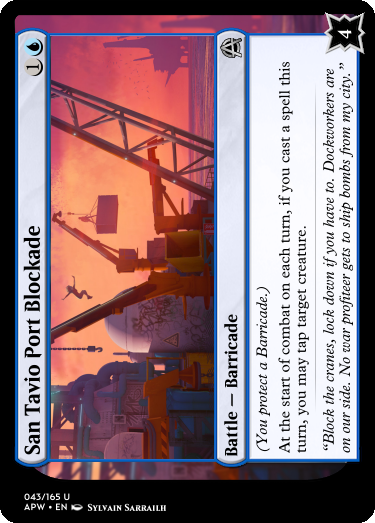 San Tavio Port Blockade 1
Battle — Barricade
(You protect a Barricade.)
At the start of combat on each turn, if you cast a spell this
turn, you may tap target creature.
“Block the cranes, lock down if you have to. Dockworkers are
on our side. No war profiteer gets to ship bombs from my city.”
4
043/165 U
APW • EN Sylvain Sarrailh